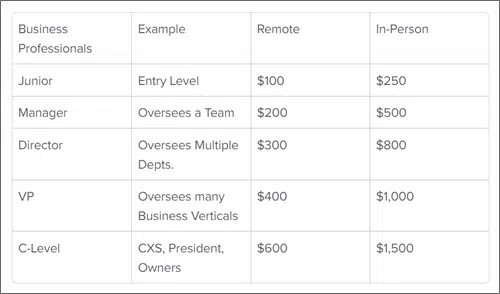 Business Professionals Example Remote In-Person
Junior Entry Level $100 $250
Manager Oversees a Team $200 $500
Director Oversees Multiple Depts. $300 $800
VP Oversees many Business Verticals $400 $1,000
C-Level CXS, President, Owners $600 $1,500